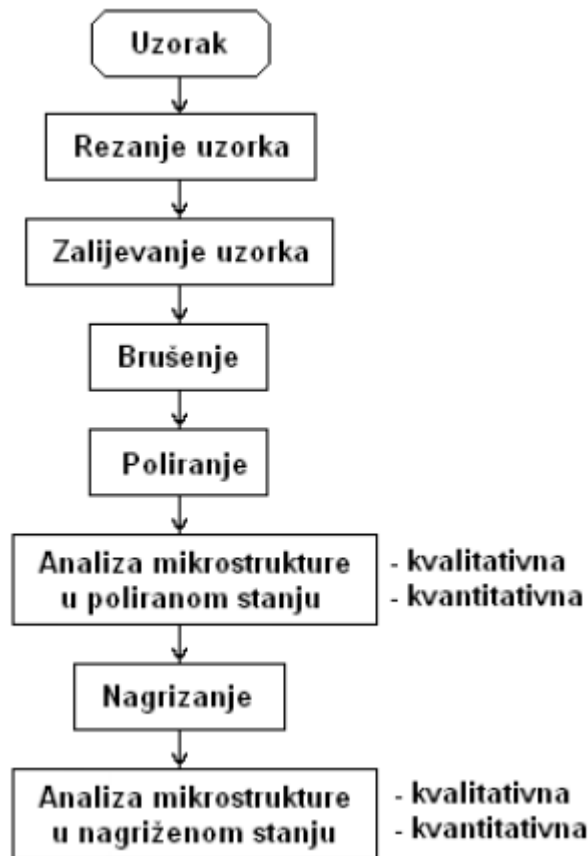 Uzorak
Rezanje uzorka
Zalijevanje uzorka
Brušenje
Poliranje
Analiza mikrostrukture
u poliranom stanju
- kvalitativna
- kvantitativna
Nagrizanje
Analiza mikrostrukture
u nagriženom stanju
- kvalitativna
- kvantitativna